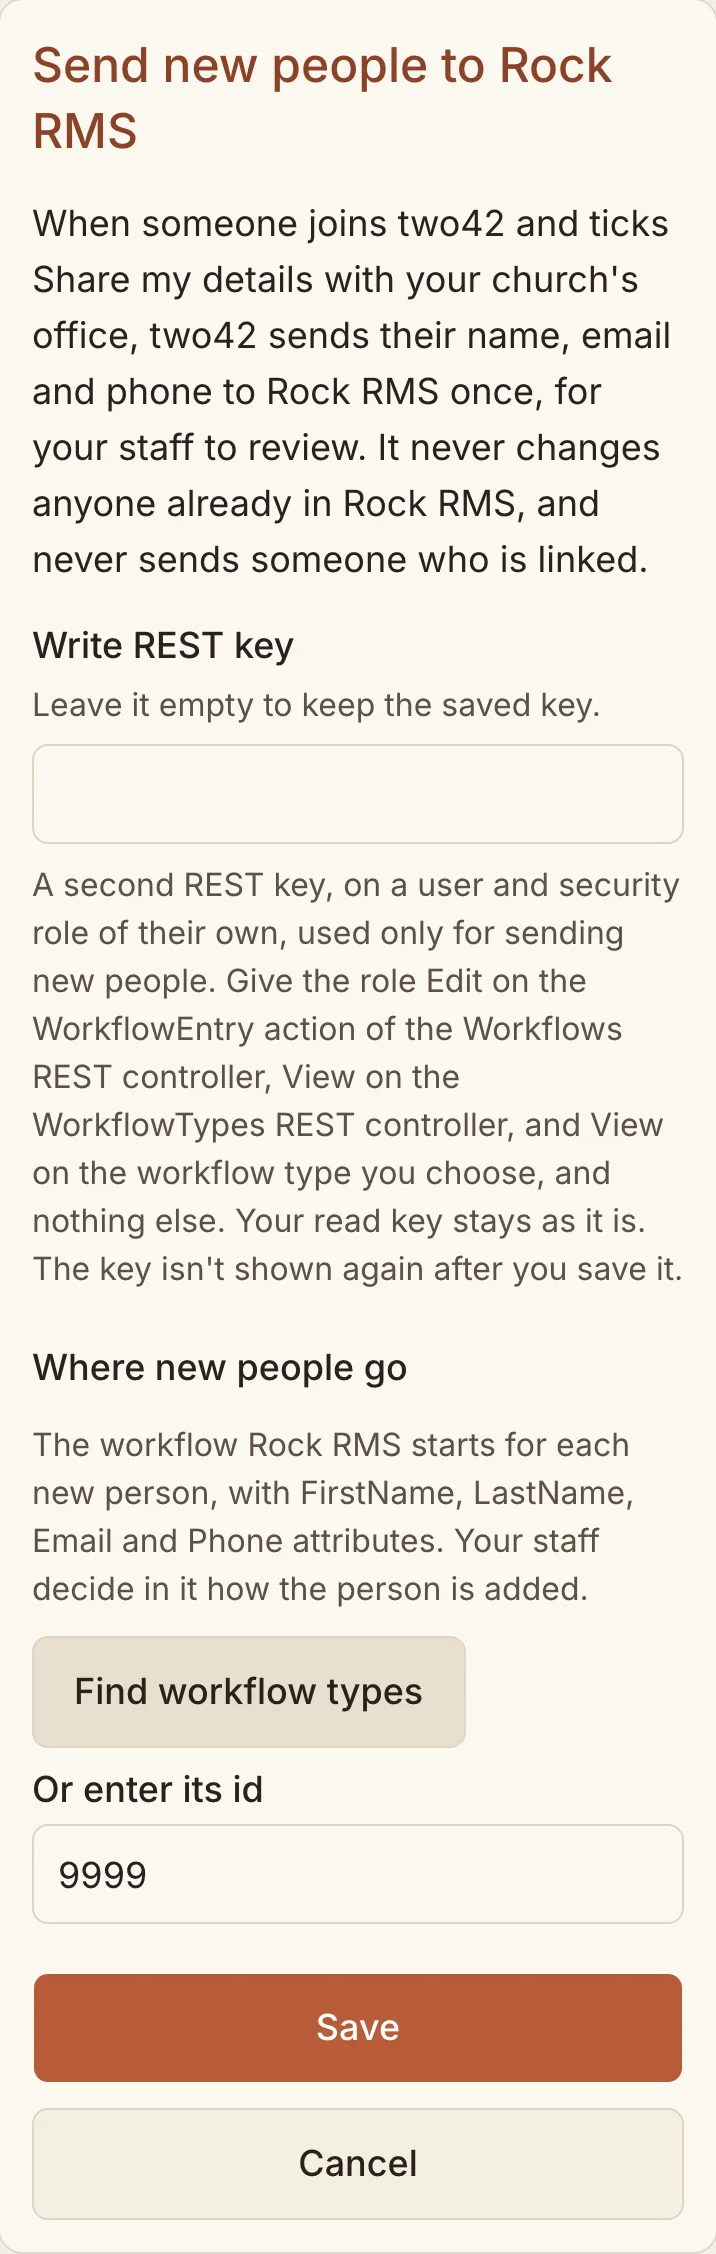 Send new people to Rock
RMS
When someone joins two42 and ticks
Share my details with your church's
office, two42 sends their name, email
and phone to Rock RMS once, for
your staff to review. It never changes
anyone already in Rock RMS, and
never sends someone who is linked.
Write REST key
Leave it empty to keep the saved key.
A second REST key, on a user and security
role of their own, used only for sending
new people. Give the role Edit on the
WorkflowEntry action of the Workflows
REST controller, View on the
WorkflowTypes REST controller, and View
on the workflow type you choose, and
nothing else. Your read key stays as it is.
The key isn't shown again after you save it.
Where new people go
The workflow Rock RMS starts for each
new person, with FirstName, LastName,
Email and Phone attributes. Your staff
decide in it how the person is added.
Find workflow types
Or enter its id
9999
Save
Cancel